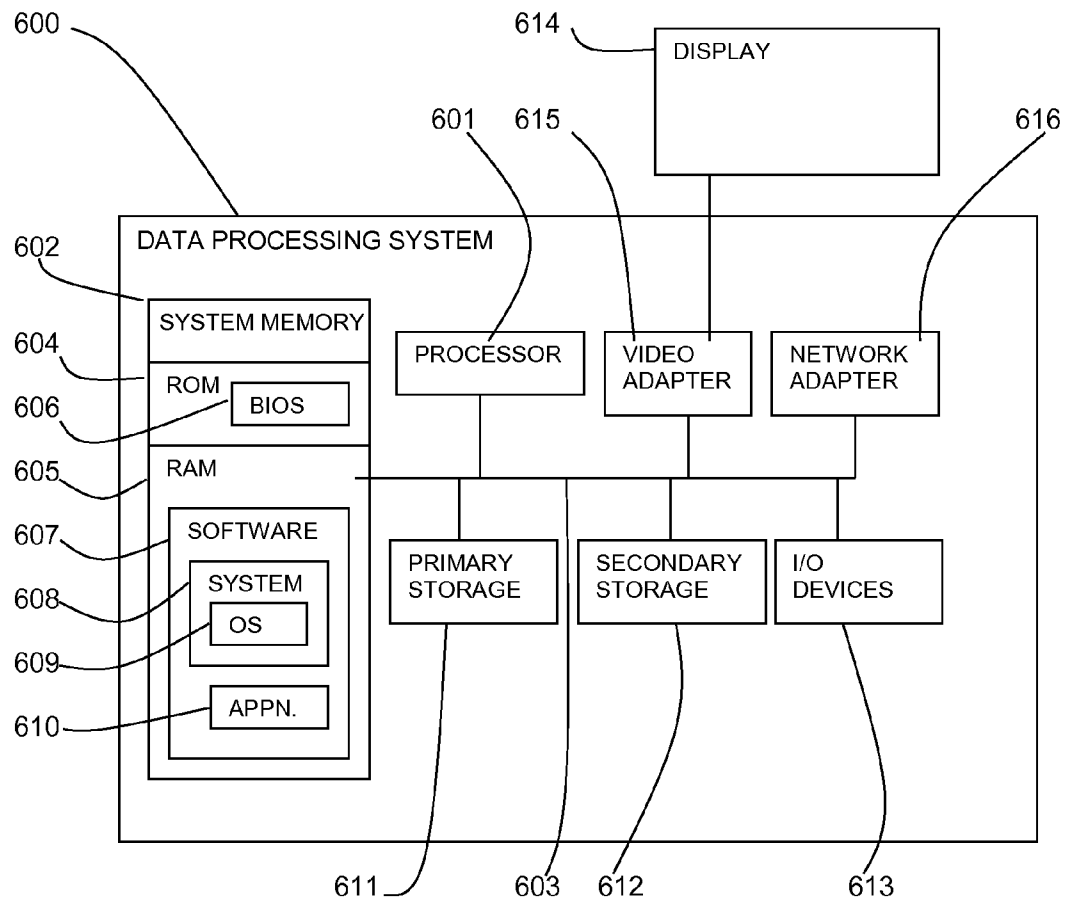 600
614
DISPLAY
601
615
616
602
DATA PROCESSING SYSTEM
SYSTEM MEMORY
PROCESSOR
VIDEO
ADAPTER
NETWORK
ADAPTER
604
ROM
606
BIOS
605
RAM
607
SOFTWARE
PRIMARY
STORAGE
SECONDARY
STORAGE
I/O
DEVICES
608
SYSTEM
609
OS
610
APPN.
611
603
612
613